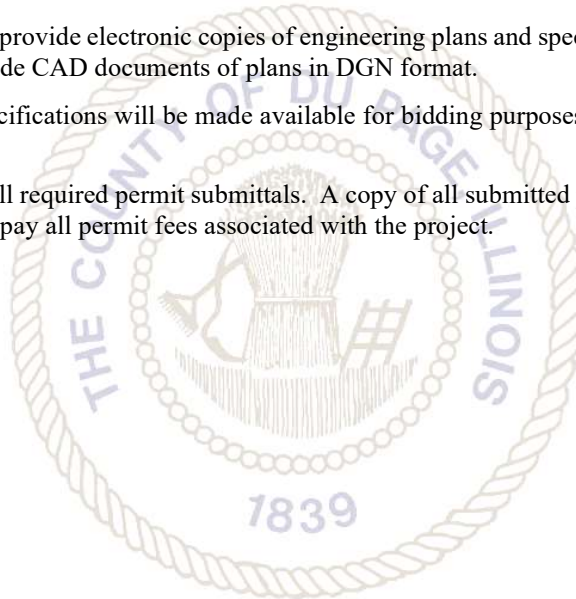 provide electronic copies of engineering plans and spec
de CAD documents of plans in DGN format.
cifications will be made available for bidding purposes
ll required permit submittals.  A copy of all submitted
pay all permit fees associated with the project.
THE COUNTY OF DU PAGE ILLINOIS
1839